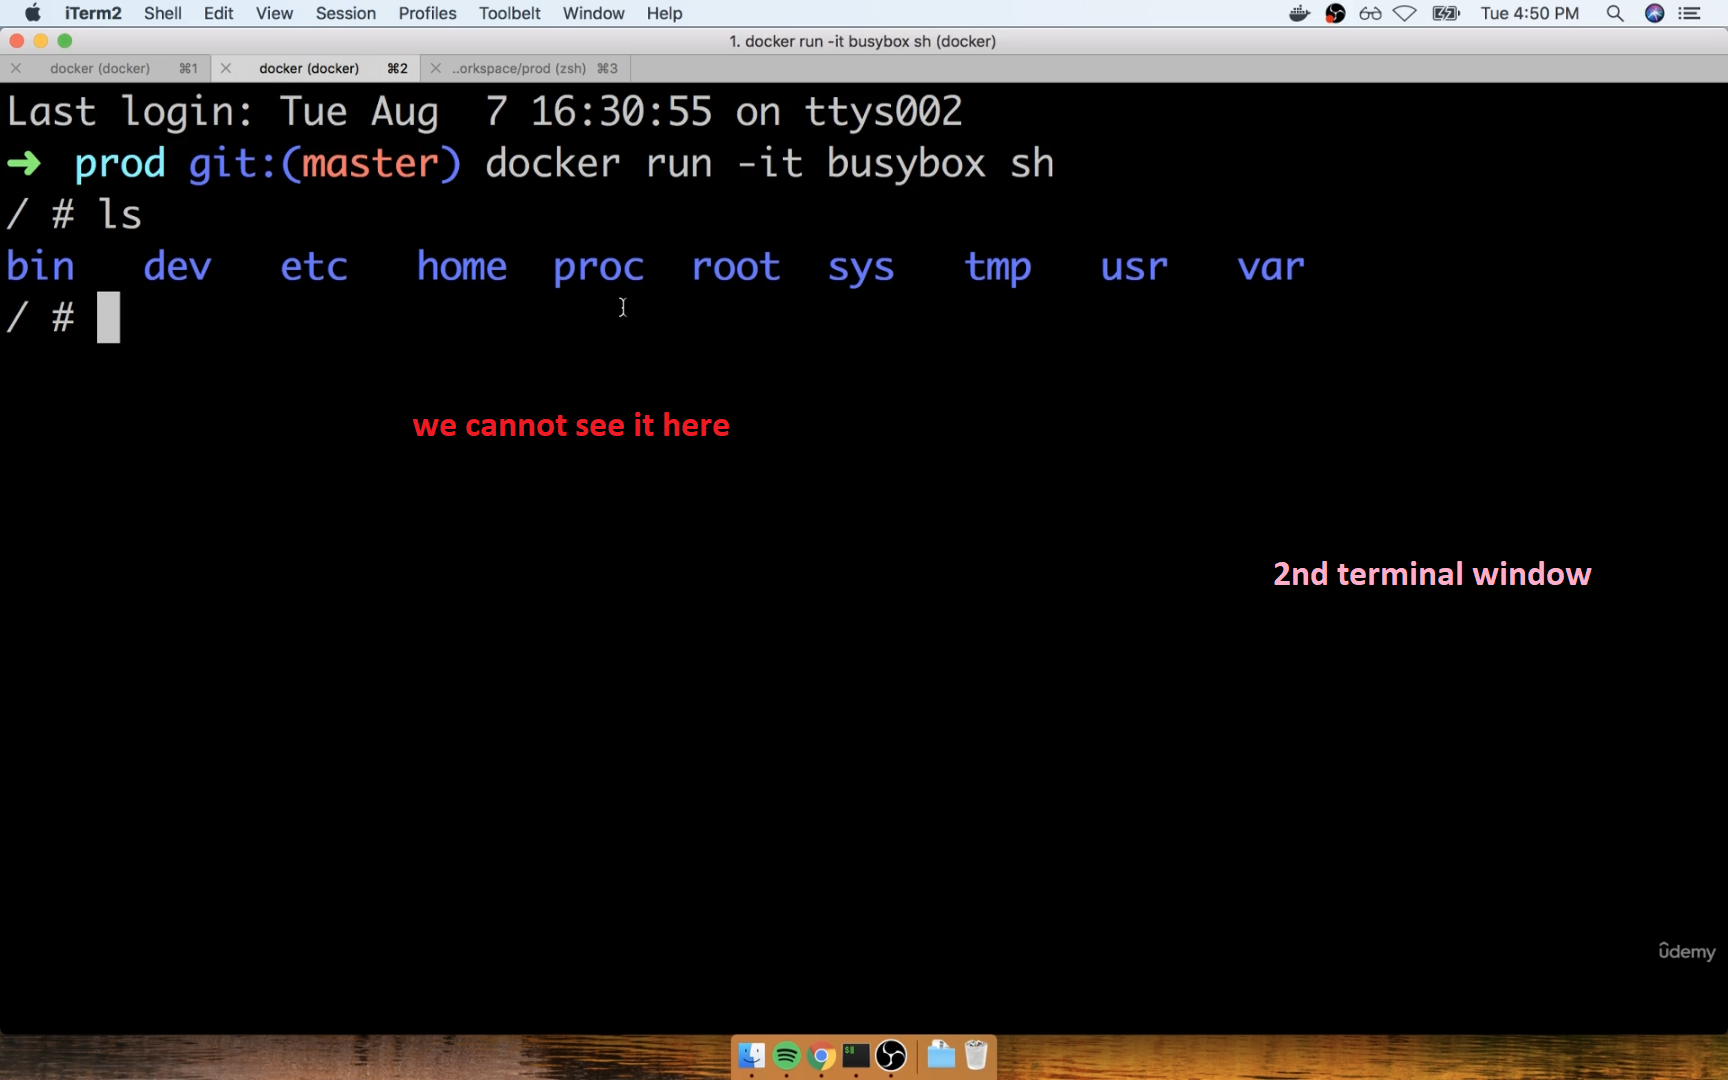 iTerm2 Shell Edit View Session Profiles Toolbelt Window Help Tue 4:50 PM
1. docker run -it busybox sh (docker)
docker (docker) ⌘1 docker (docker) ⌘2 ..orkspace/prod (zsh) ⌘3
Last login: Tue Aug  7 16:30:55 on ttys002
➜  prod git:(master) docker run -it busybox sh
/ # ls
bin   dev   etc   home  proc  root  sys   tmp   usr   var
/ #
we cannot see it here
2nd terminal window
ûdemy